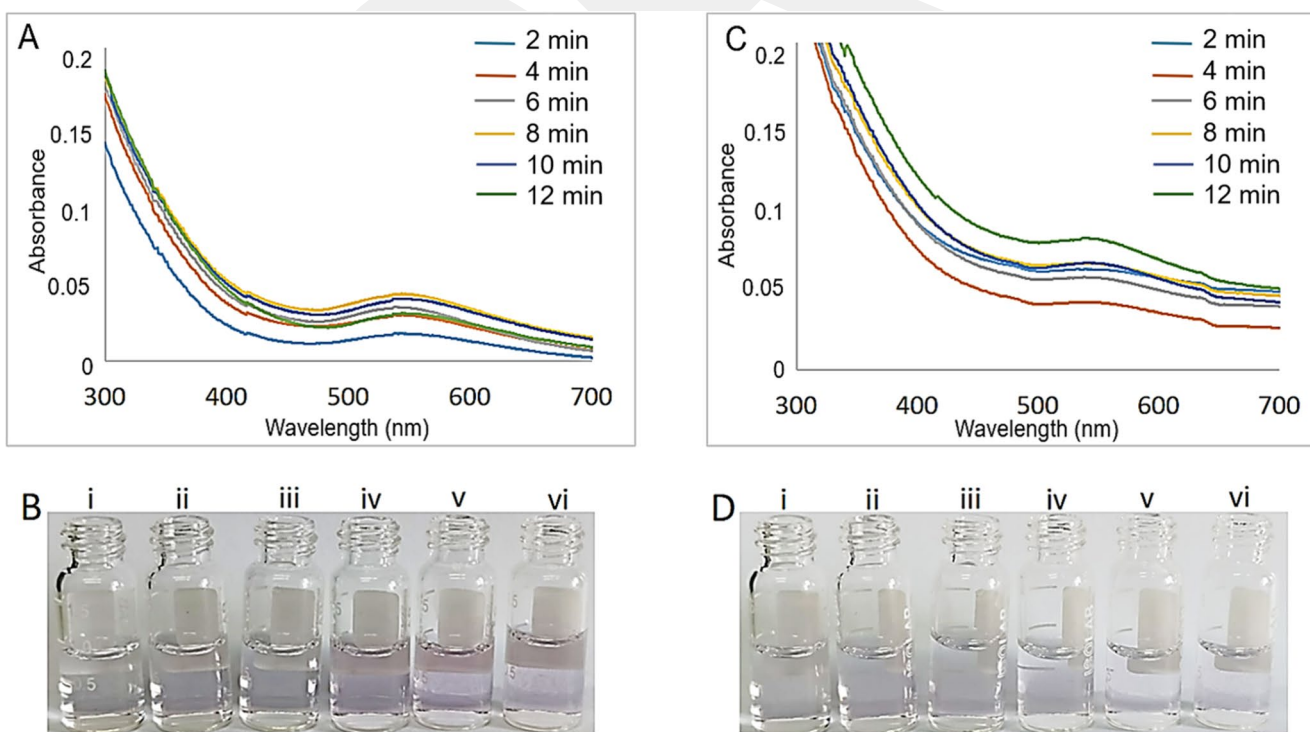 A
2 min
4 min
6 min
8 min
10 min
12 min
0.2
0.15
0.1
0.05
0
Absorbance
300 400 500 600 700
Wavelength (nm)
C
2 min
4 min
6 min
8 min
10 min
12 min
0.2
0.15
0.1
0.05
0
Absorbance
300 400 500 600 700
Wavelength (nm)
B
i ii iii iv v vi
0.5
D
i ii iii iv v vi